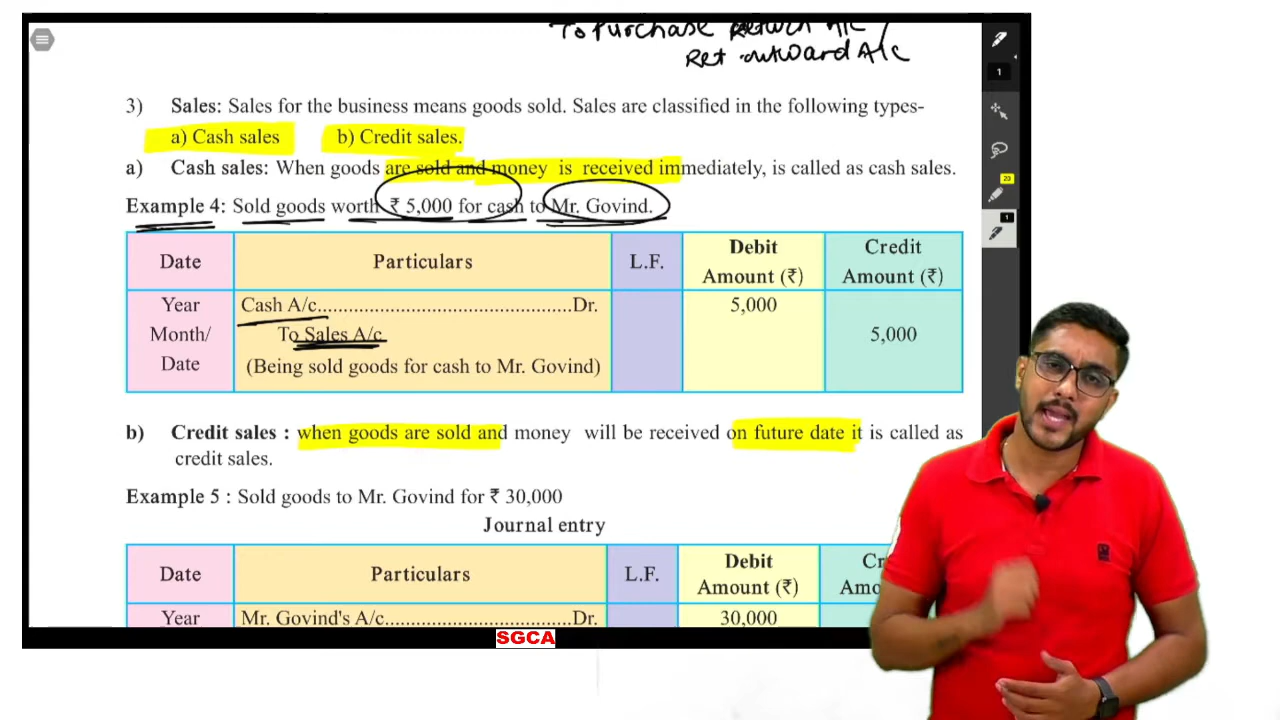 To Purchase Return A/c /
Ret outward A/c
1
3) Sales: Sales for the business means goods sold. Sales are classified in the following types-
a) Cash sales b) Credit sales.
20
a) Cash sales: When goods are sold and money is received immediately, is called as cash sales.
Example 4: Sold goods worth ₹ 5,000 for cash to Mr. Govind.
1
Date Particulars L.F. Debit Amount (₹) Credit Amount (₹)
Year Cash A/c.................................................Dr. 5,000
Month/ To Sales A/c 5,000
Date (Being sold goods for cash to Mr. Govind)
b) Credit sales : when goods are sold and money will be received on future date it is called as
credit sales.
Example 5 : Sold goods to Mr. Govind for ₹ 30,000
Journal entry
Date Particulars L.F. Debit Amount (₹)
Year Mr. Govind's A/c....................................Dr. 30,000
SGCA